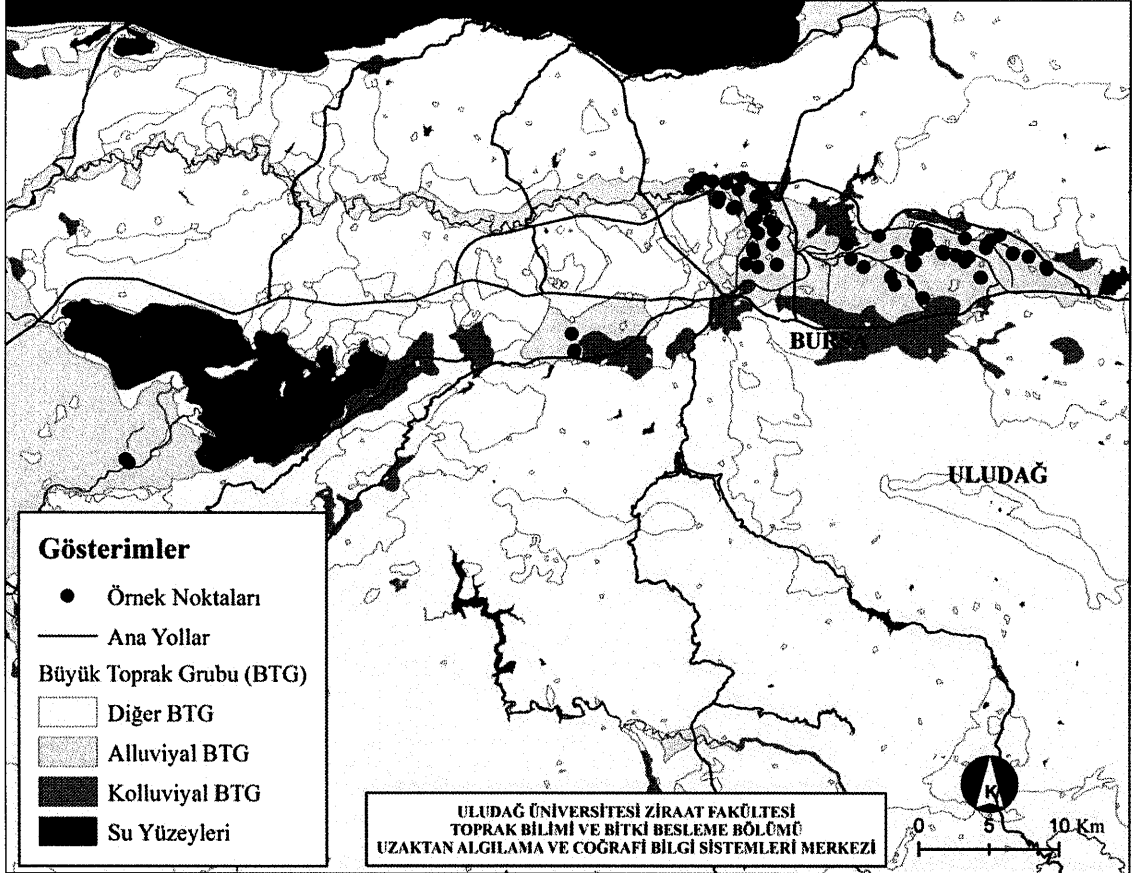 BURSA
ULUDAĞ
Gösterimler
Örnek Noktaları
Ana Yollar
Büyük Toprak Grubu (BTG)
Diğer BTG
Alluviyal BTG
Kolluviyal BTG
Su Yüzeyleri
ULUDAĞ ÜNİVERSİTESİ ZİRAAT FAKÜLTESİ
TOPRAK BİLİMİ VE BİTKİ BESLEME BÖLÜMÜ
UZAKTAN ALGILAMA VE COĞRAFİ BİLGİ SİSTEMLERİ MERKEZİ
K
0 5 10 Km